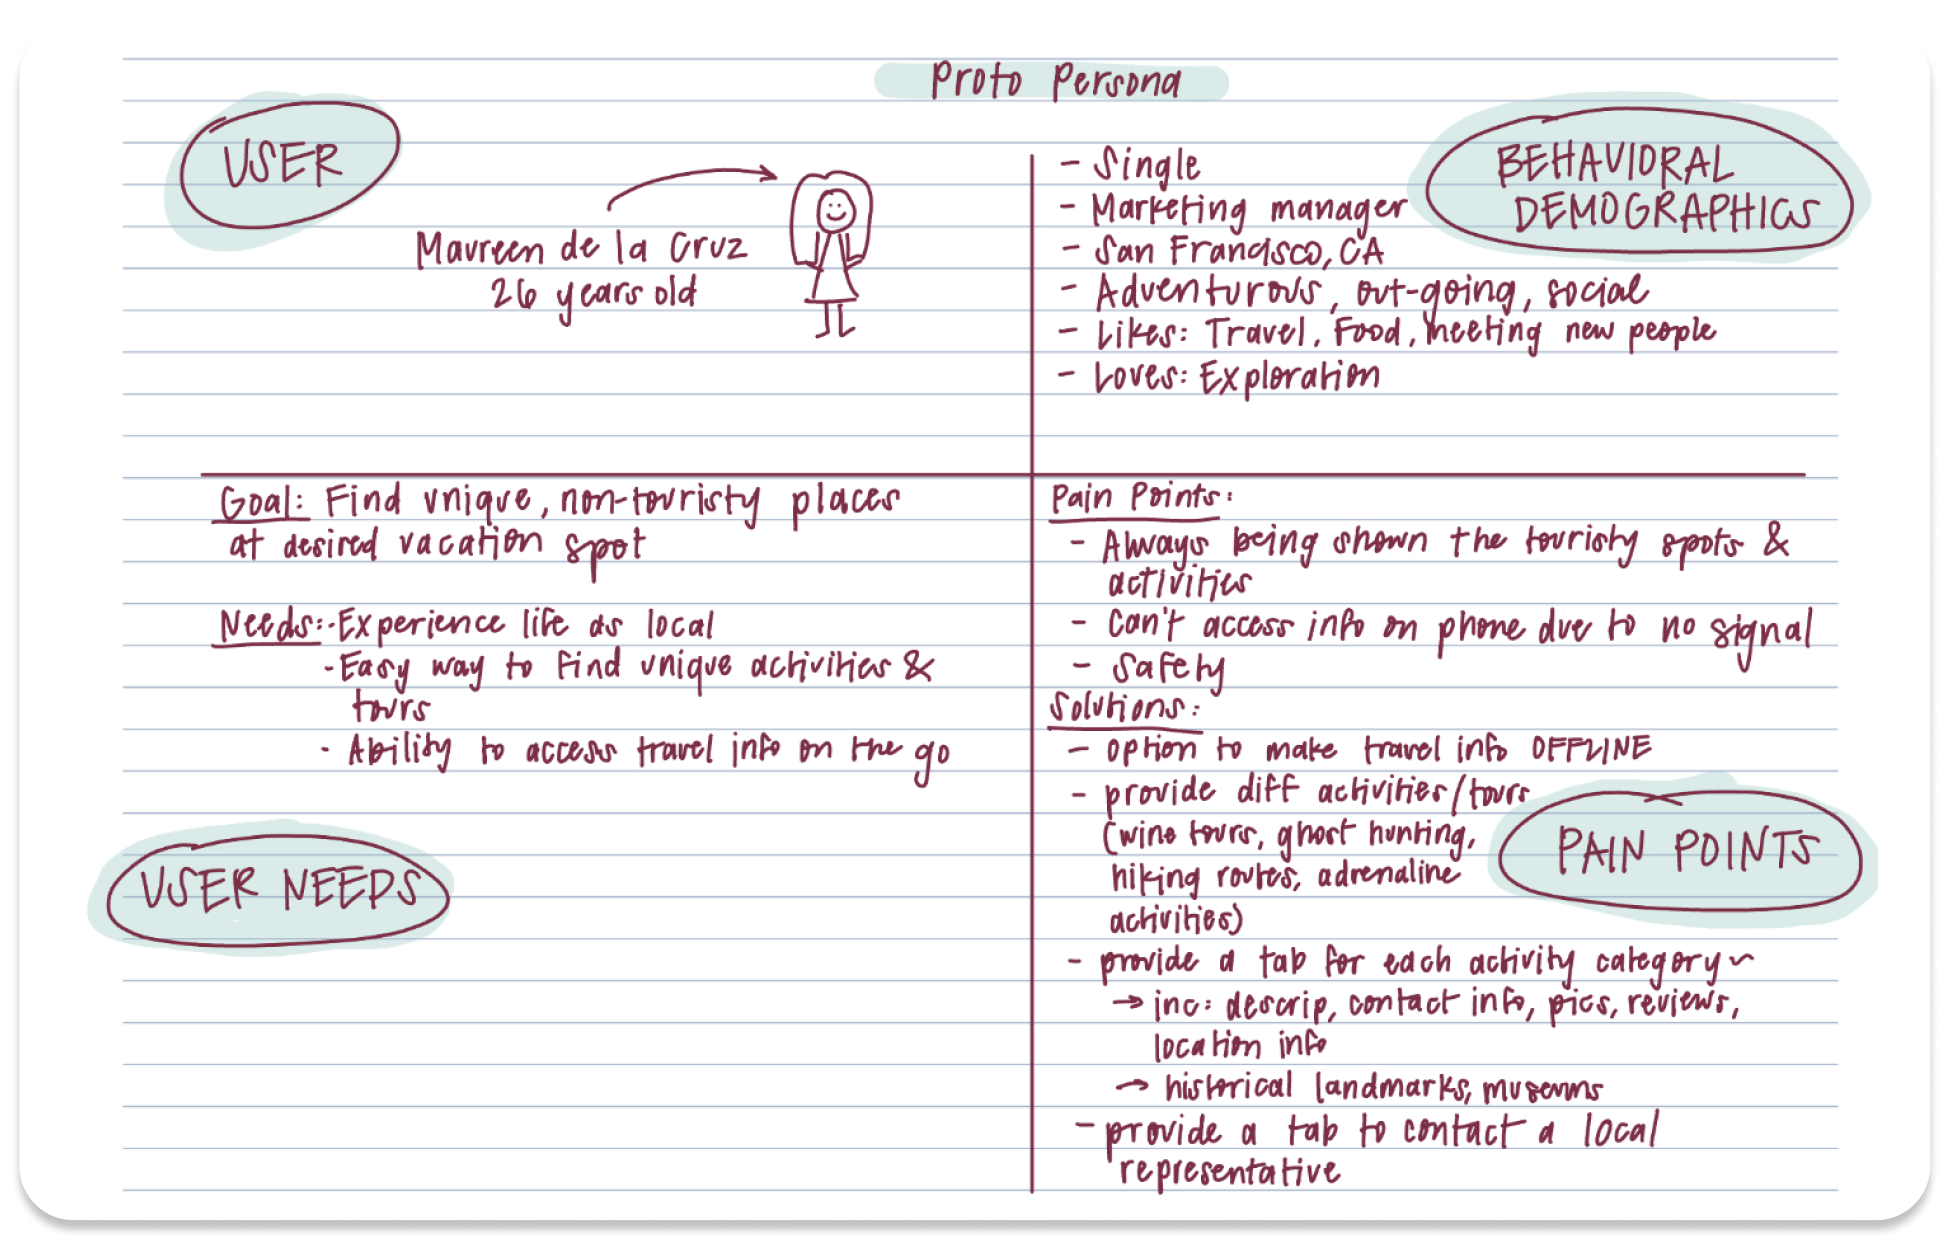 Proto Persona
USER
Maureen de la Cruz
26 years old
BEHAVIORAL
DEMOGRAPHICS
- Single
- Marketing manager
- San Francisco, CA
- Adventurous, out-going, social
- Likes: Travel, Food, Meeting new people
- Loves: Exploration
Goal: Find unique, non-touristy places
at desired vacation spot
Needs: - Experience life as local
- Easy way to find unique activities &
tours
- Ability to access travel info on the go
USER NEEDS
Pain Points:
- Always being shown the touristy spots &
activities
- Can't access info on phone due to no signal
- Safety
Solutions:
- option to make travel info OFFLINE
- provide diff activities/tours
(wine tours, ghost hunting,
hiking routes, adrenaline
activities)
PAIN POINTS
- provide a tab for each activity category ~
→ inc: descrip, contact info, pics, reviews,
location info
→ historical landmarks, museums
- provide a tab to contact a local
representative